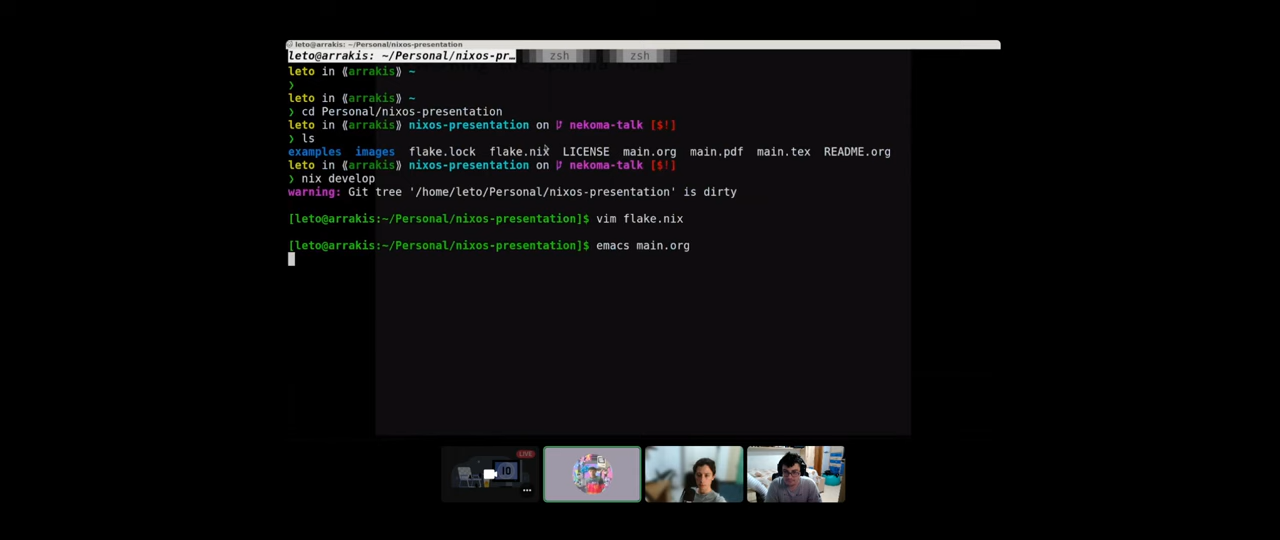 leto@arrakis: ~/Personal/nixos-presentation
leto@arrakis: ~/Personal/nixos-pr… zsh zsh
leto in ⟪arrakis⟫ ~
❯
leto in ⟪arrakis⟫ ~
❯ cd Personal/nixos-presentation
leto in ⟪arrakis⟫ nixos-presentation on nekoma-talk [$!]
❯ ls
examples images flake.lock flake.nix LICENSE main.org main.pdf main.tex README.org
leto in ⟪arrakis⟫ nixos-presentation on nekoma-talk [$!]
❯ nix develop
warning: Git tree '/home/leto/Personal/nixos-presentation' is dirty
[leto@arrakis:~/Personal/nixos-presentation]$ vim flake.nix
[leto@arrakis:~/Personal/nixos-presentation]$ emacs main.org
LIVE